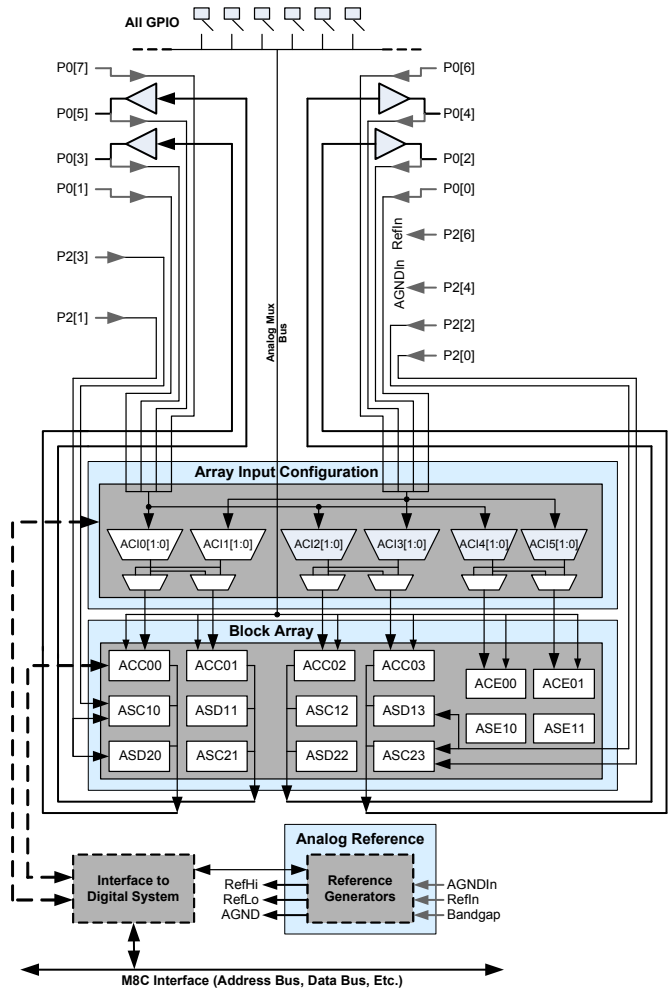 All GPIO
P0[7]
P0[6]
P0[5]
P0[4]
P0[3]
P0[2]
P0[1]
P0[0]
P2[6]
RefIn
P2[3]
P2[4]
AGNDIn
P2[1]
P2[2]
P2[0]
Analog Mux
Bus
Array Input Configuration
ACI0[1:0] ACI1[1:0] ACI2[1:0] ACI3[1:0] ACI4[1:0] ACI5[1:0]
Block Array
ACC00 ACC01 ACC02 ACC03
ACE00 ACE01
ASC10 ASD11 ASC12 ASD13
ASE10 ASE11
ASD20 ASC21 ASD22 ASC23
Analog Reference
Interface to
Digital System
RefHi
RefLo
AGND
Reference
Generators
AGNDIn
RefIn
Bandgap
M8C Interface (Address Bus, Data Bus, Etc.)